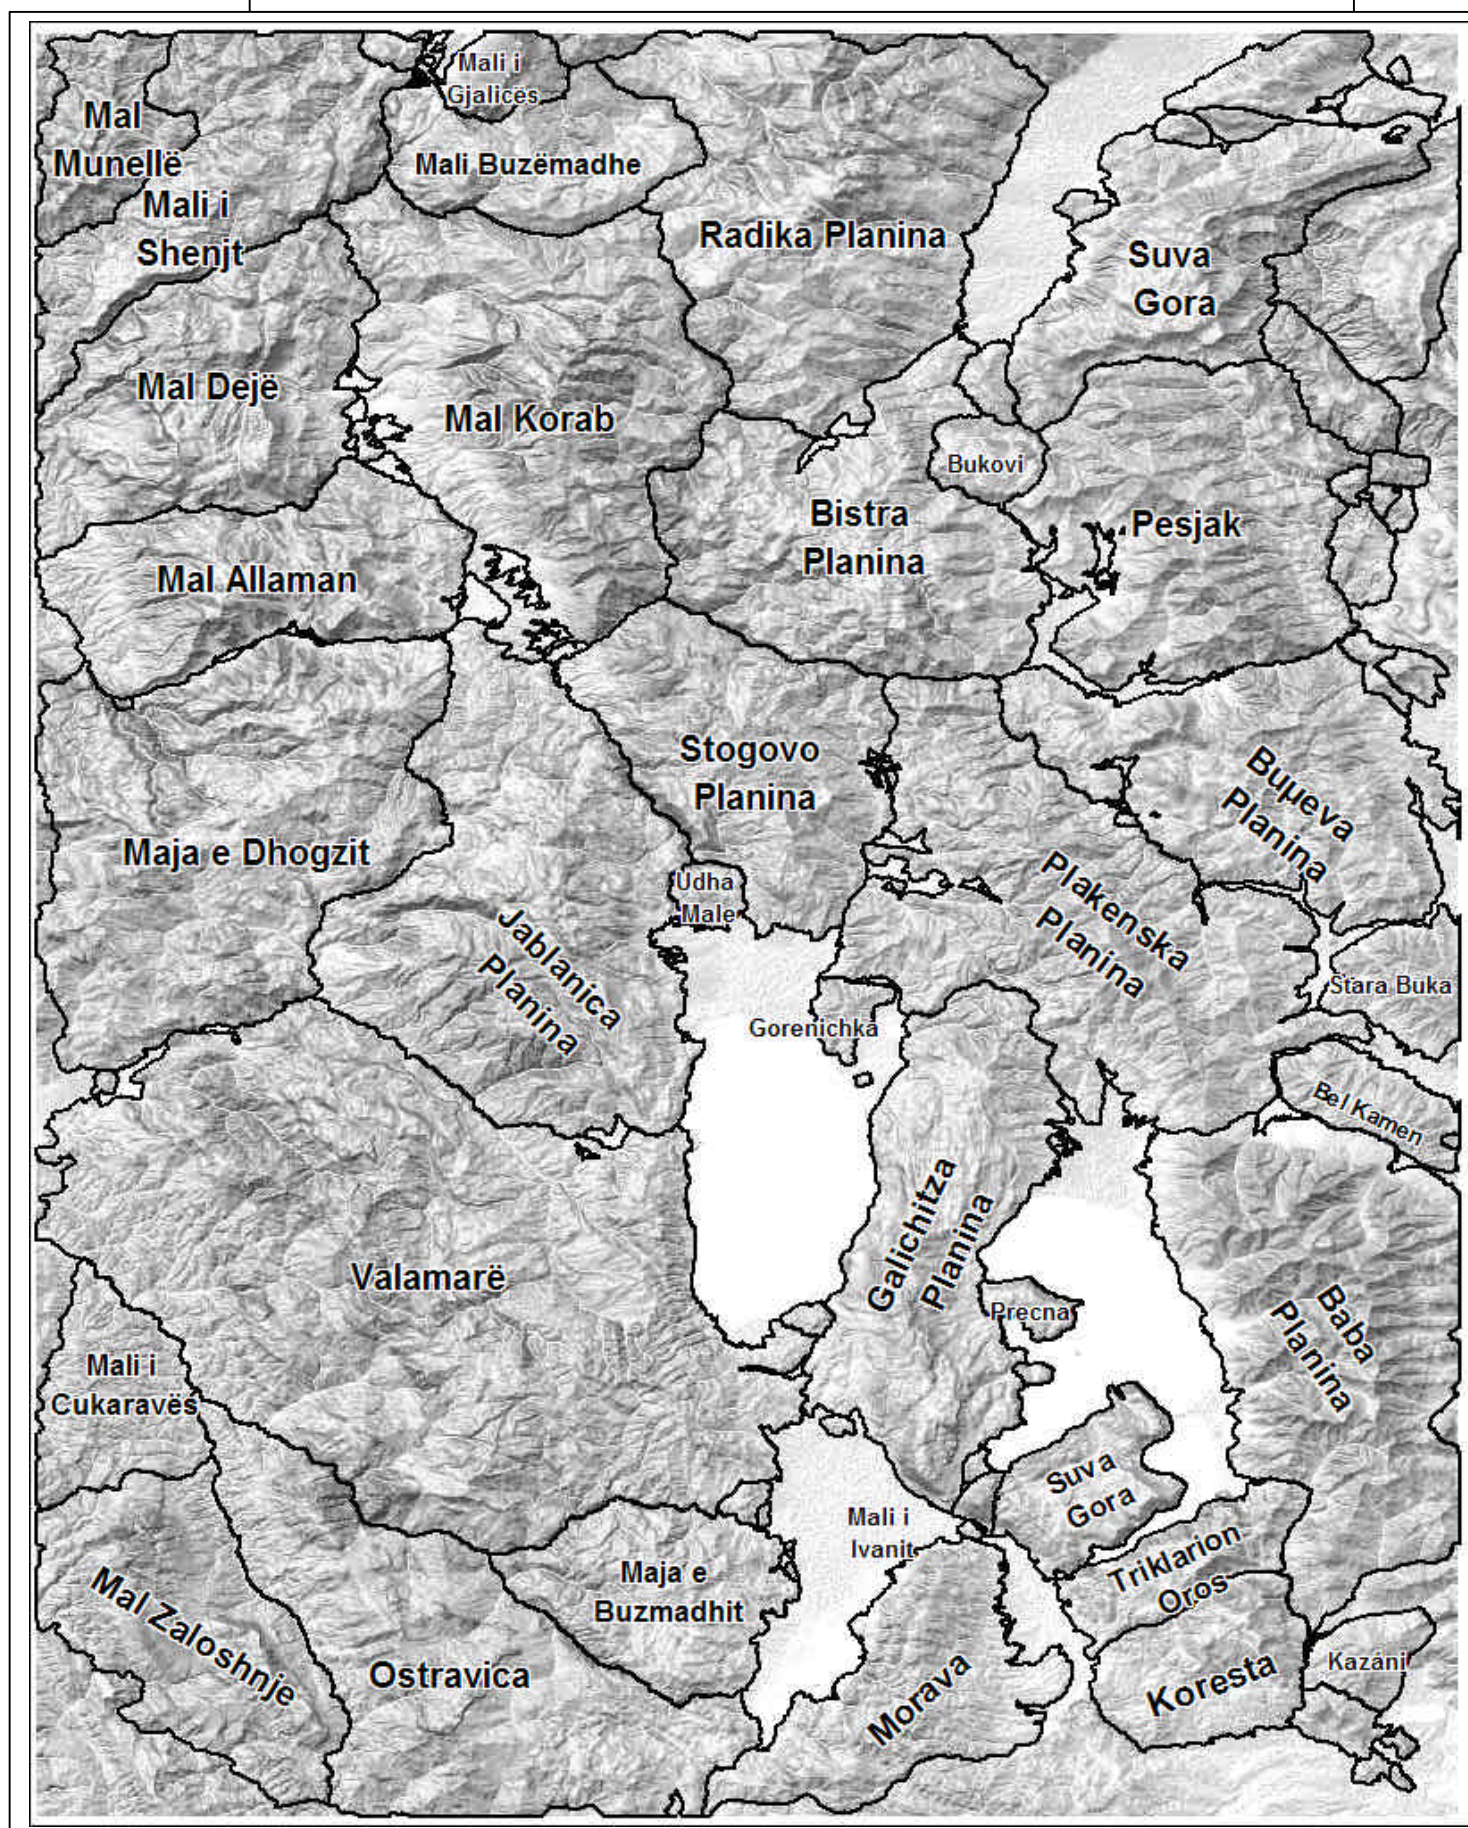 Mali i
Gjalicës
Mal
Munellë
Mali Buzëmadhe
Mali i
Shenjt
Radika Planina
Suva
Gora
Mal Dejë
Mal Korab
Bukovi
Bistra
Planina
Pesjak
Mal Allaman
Stogovo
Planina
Buµeva
Planina
Maja e Dhogzit
Udha
Male
Plakenska
Planina
Jablanica
Planina
Stara Buka
Gorenichka
Bel Kamen
Galichitza
Planina
Valamarë
Precna
Baba
Planina
Mali i
Cukaravës
Suva
Gora
Mali i
Ivanit
Triklarion
Oros
Maja e
Buzmadhit
Mal Zaloshnje
Ostravica
Morava
Koresta
Kazani